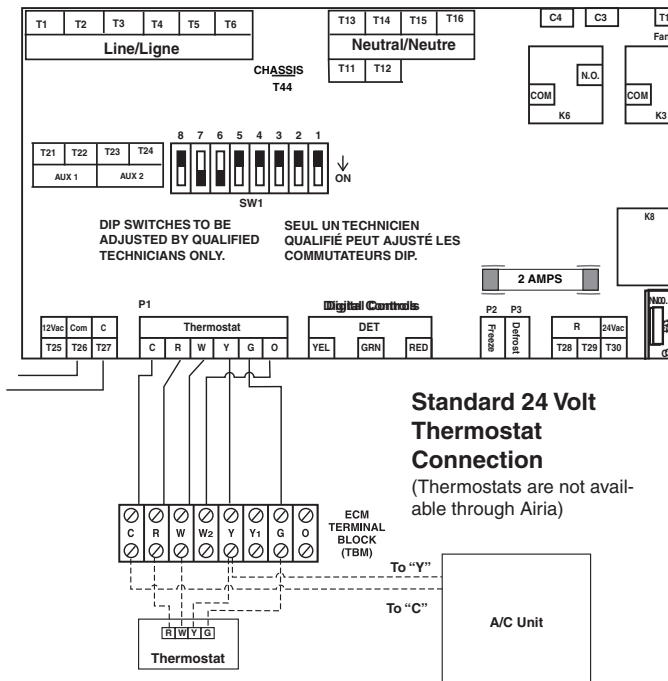 T1 T2 T3 T4 T5 T6
Line/Ligne
T13 T14 T15 T16
Neutral/Neutre
T11 T12
CHASSIS
T44
C4 C3
Fan
COM N.O.
K6
COM
K3
T21 T22 T23 T24
AUX 1 AUX 2
8 7 6 5 4 3 2 1
ON
SW1
DIP SWITCHES TO BE
ADJUSTED BY QUALIFIED
TECHNICIANS ONLY.
SEUL UN TECHNICIEN
QUALIFIÉ PEUT AJUSTÉ LES
COMMUTATEURS DIP.
K8
2 AMPS
12Vac Com C
T25 T26 T27
P1
Thermostat
C R W Y G O
Digital Controls
DET
YEL GRN RED
P2 P3
Freeze Defrost
R 24Vac
T28 T29 T30
Standard 24 Volt
Thermostat
Connection
(Thermostats are not avail-
able through Airia)
C R W W2 Y Y1 G O
ECM
TERMINAL
BLOCK
(TBM)
To “Y”
To “C”
A/C Unit
R W Y G
Thermostat